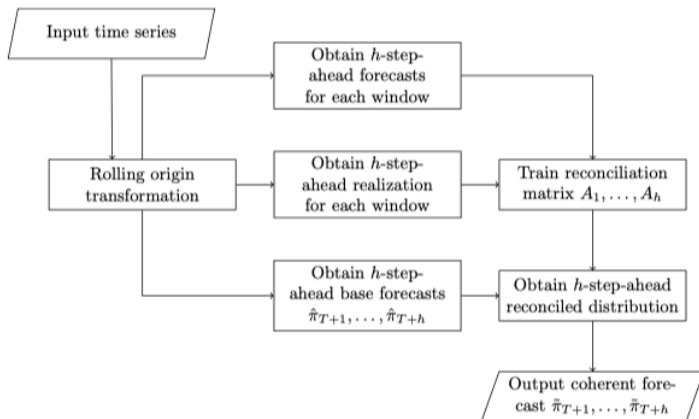 Input time series
Obtain h-step-
ahead forecasts
for each window
Rolling origin
transformation
Obtain h-step-
ahead realization
for each window
Train reconciliation
matrix A₁, . . . , Aₕ
Obtain h-step-
ahead base forecasts
π̂_{T+1}, . . . , π̂_{T+h}
Obtain h-step-ahead
reconciled distribution
Output coherent fore-
cast π̃_{T+1}, . . . , π̃_{T+h}